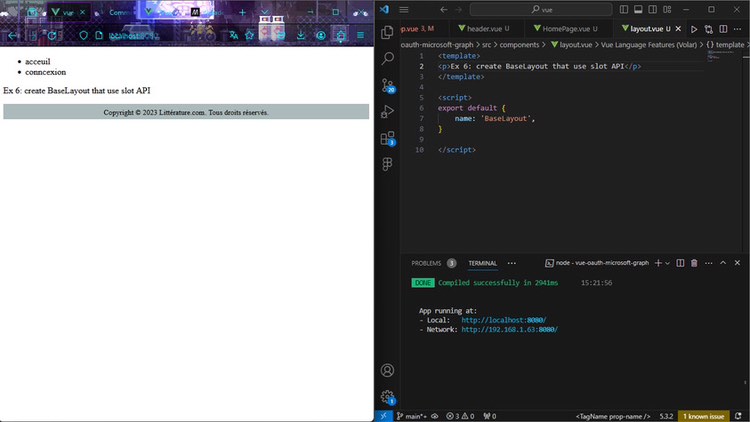 vue
Com
localhost:
acceuil
conncexion
Ex 6: create BaseLayout that use slot API
Copyright © 2023 Littérature.com. Tous droits réservés.
vue
p.vue 3, M
header.vue U
HomePage.vue U
layout.vue U
oauth-microsoft-graph > src > components > layout.vue > Vue Language Features (Volar) > {} template
1 <template>
2 <p>Ex 6: create BaseLayout that use slot API</p>
3 </template>
4
5 <script>
6 export default {
7 name: 'BaseLayout',
8 }
9
10 </script>
20
3
PROBLEMS 3 TERMINAL ... node - vue-oauth-microsoft-graph
DONE Compiled successfully in 2941ms 15:21:56
App running at:
- Local: http://localhost:8080/
- Network: http://192.168.1.63:8080/
1
main*+ 3 0 0 <TagName prop-name /> 5.3.2 1 known issue